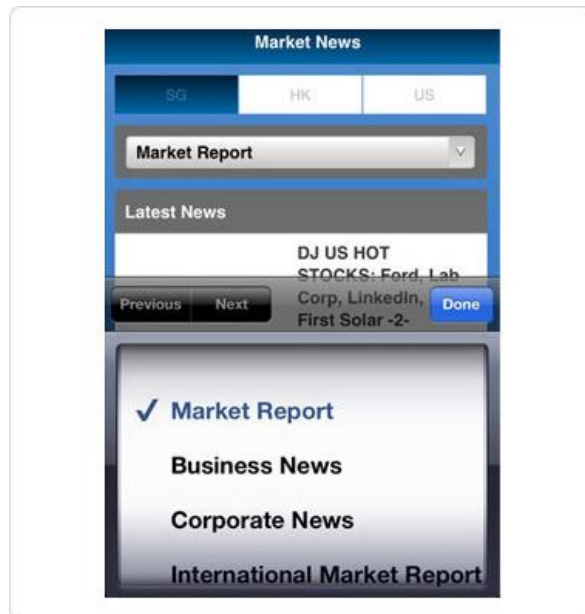 Market News
SG HK US
Market Report
Latest News
DJ US HOT
STOCKS: Ford, Lab
Corp, LinkedIn,
First Solar -2-
Previous Next Done
Market Report
Business News
Corporate News
International Market Report